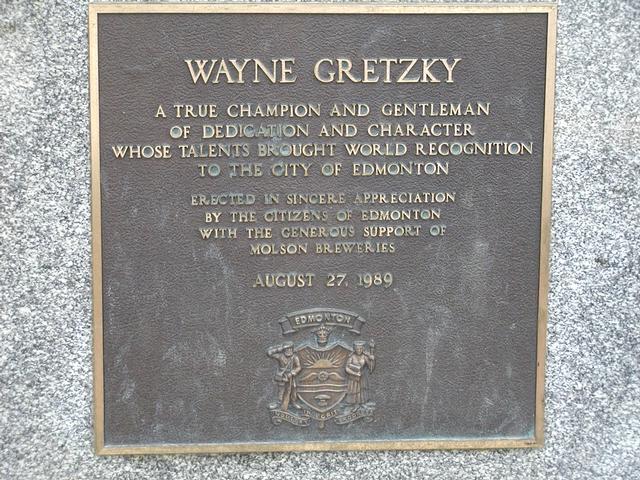 WAYNE GRETZKY
A TRUE CHAMPION AND GENTLEMAN
OF DEDICATION AND CHARACTER
WHOSE TALENTS BROUGHT WORLD RECOGNITION
TO THE CITY OF EDMONTON
ERECTED IN SINCERE APPRECIATION
BY THE CITIZENS OF EDMONTON
WITH THE GENEROUS SUPPORT OF
MOLSON BREWERIES
AUGUST 27, 1989
EDMONTON